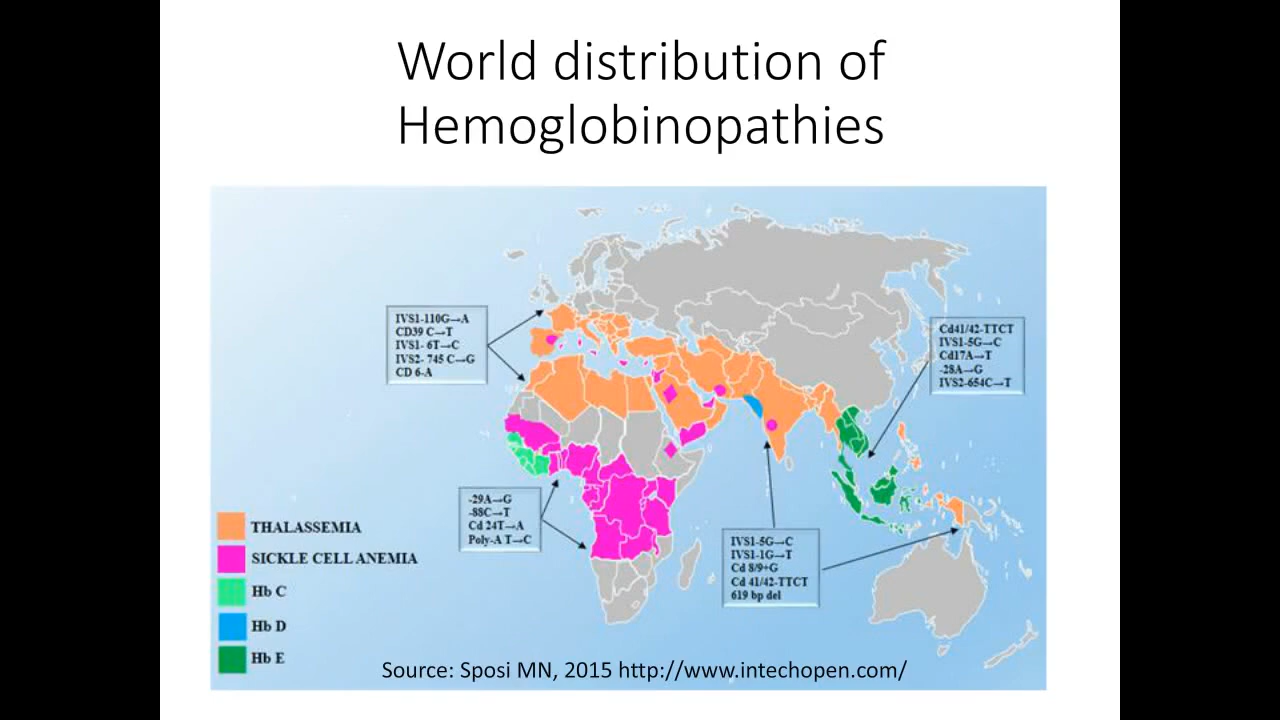 World distribution of
Hemoglobinopathies
IVS1-110G→A
CD39 C→T
IVS1- 6T→C
IVS2- 745 C→G
CD 6-A
Cd41/42-TTCT
IVS1-5G→C
Cd17A→T
-28A→G
IVS2-654C→T
-29A→G
-88C→T
Cd 24T→A
Poly-A T→C
IVS1-5G→C
IVS1-1G→T
Cd 8/9+G
Cd 41/42-TTCT
619 bp del
THALASSEMIA
SICKLE CELL ANEMIA
Hb C
Hb D
Hb E
Source: Sposi MN, 2015 http://www.intechopen.com/